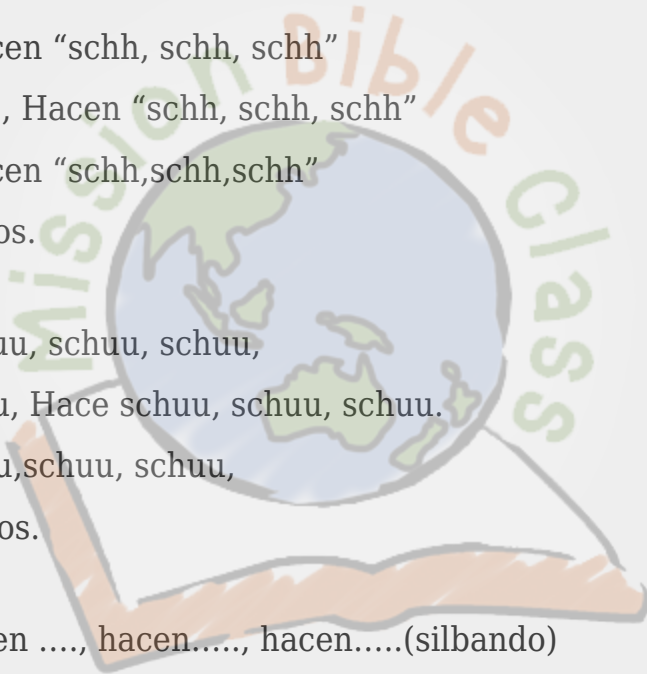 cen “schh, schh, schh”
, Hacen “schh, schh, schh”
cen “schh,schh,schh”
os.
uu, schuu, schuu,
u, Hace schuu, schuu, schuu.
u,schuu, schuu,
os.
en ...., hacen....., hacen.....(silbando)
Mission Bible Class